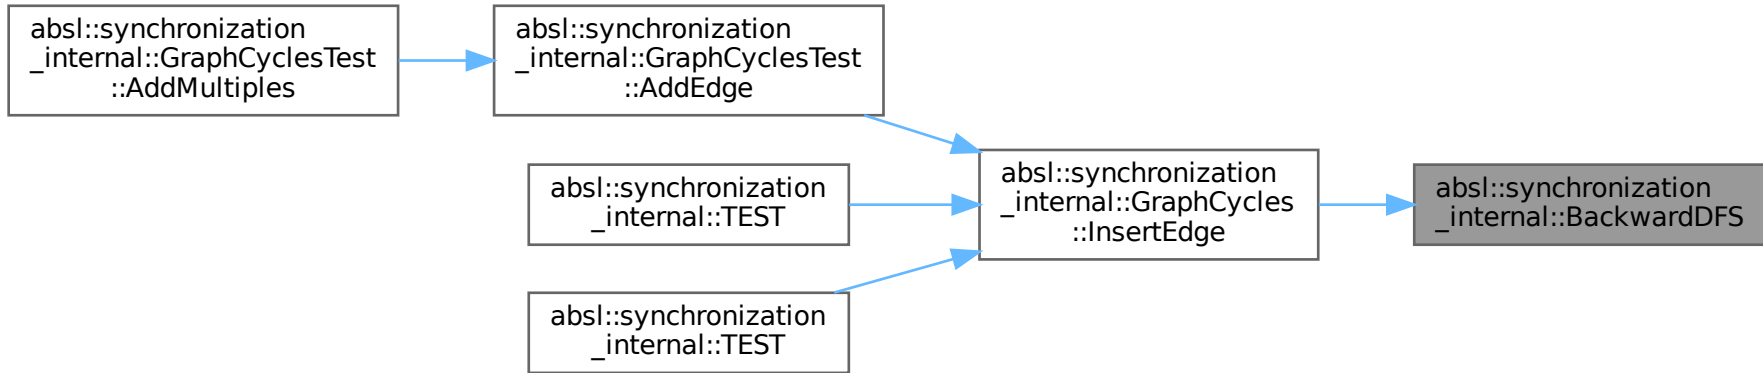 absl::synchronization
_internal::GraphCyclesTest
::AddMultiples
absl::synchronization
_internal::GraphCyclesTest
::AddEdge
absl::synchronization
_internal::TEST
absl::synchronization
_internal::TEST
absl::synchronization
_internal::GraphCycles
::InsertEdge
absl::synchronization
_internal::BackwardDFS